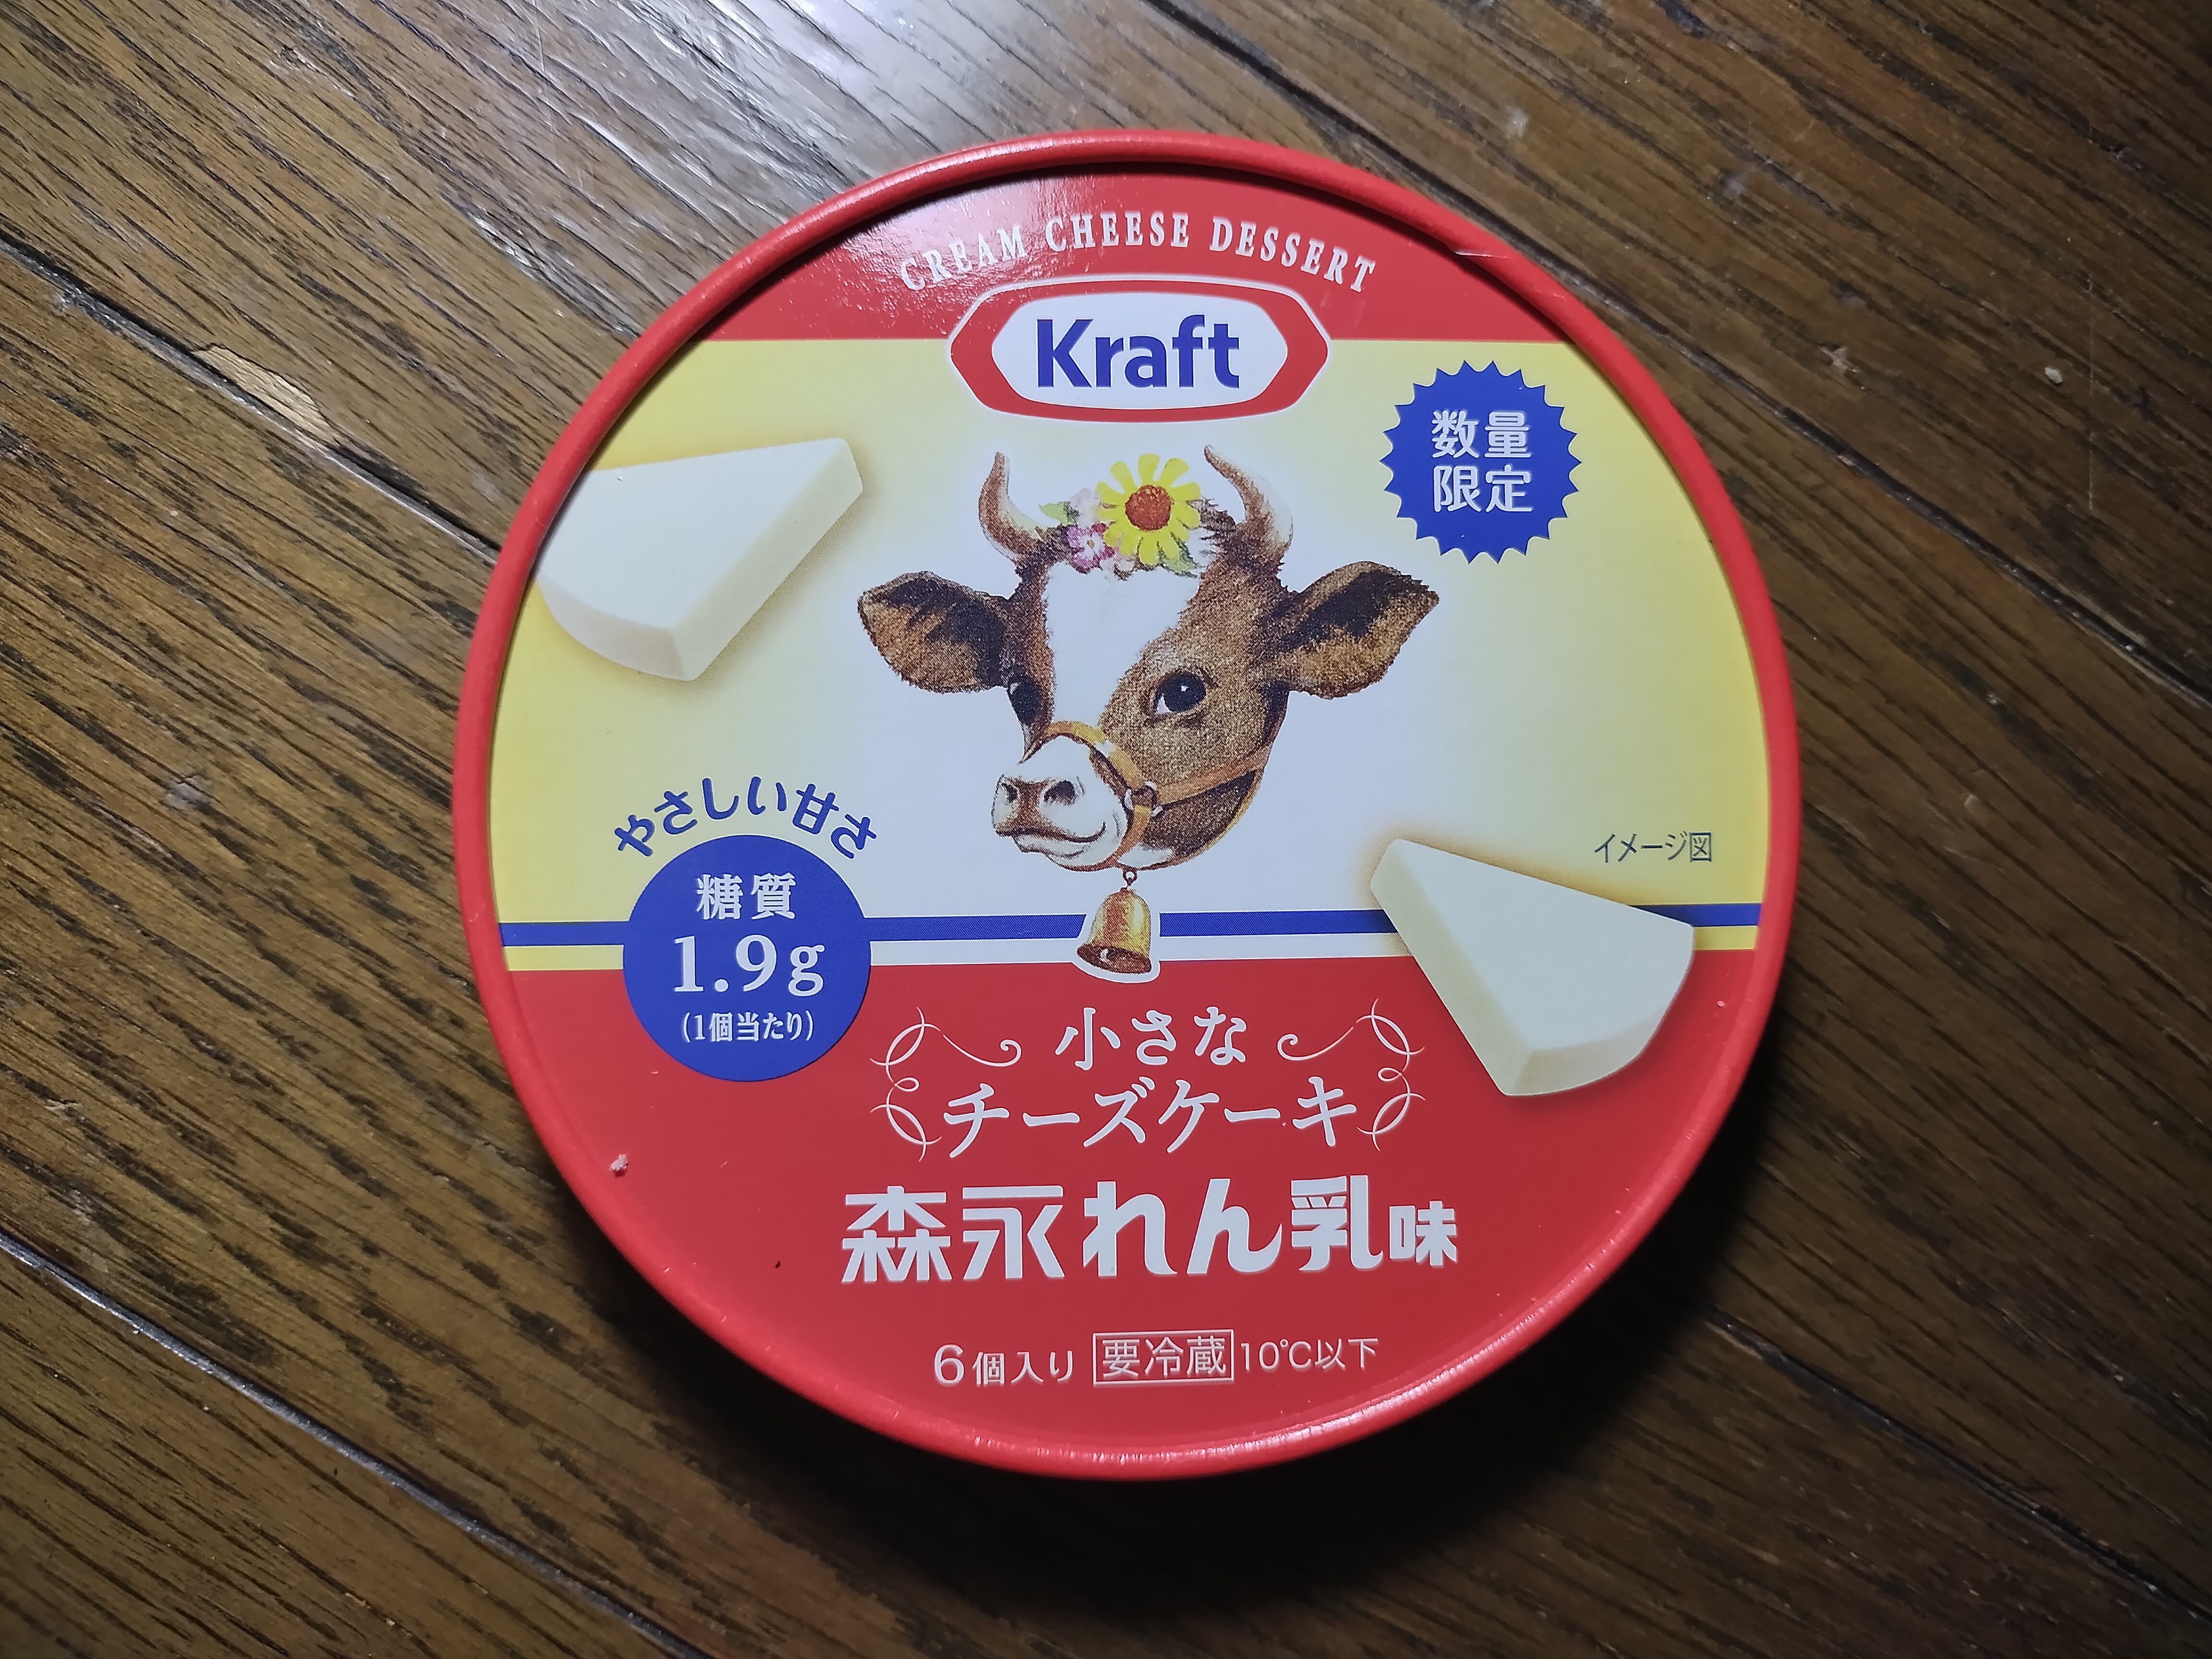 CREAM CHEESE DESSERT
Kraft
数量
限定
やさしい甘さ
糖質
1.9g
(1個当たり)
イメージ図
小さな
チーズケーキ
森永れん乳味
6個入り 要冷蔵 10℃以下